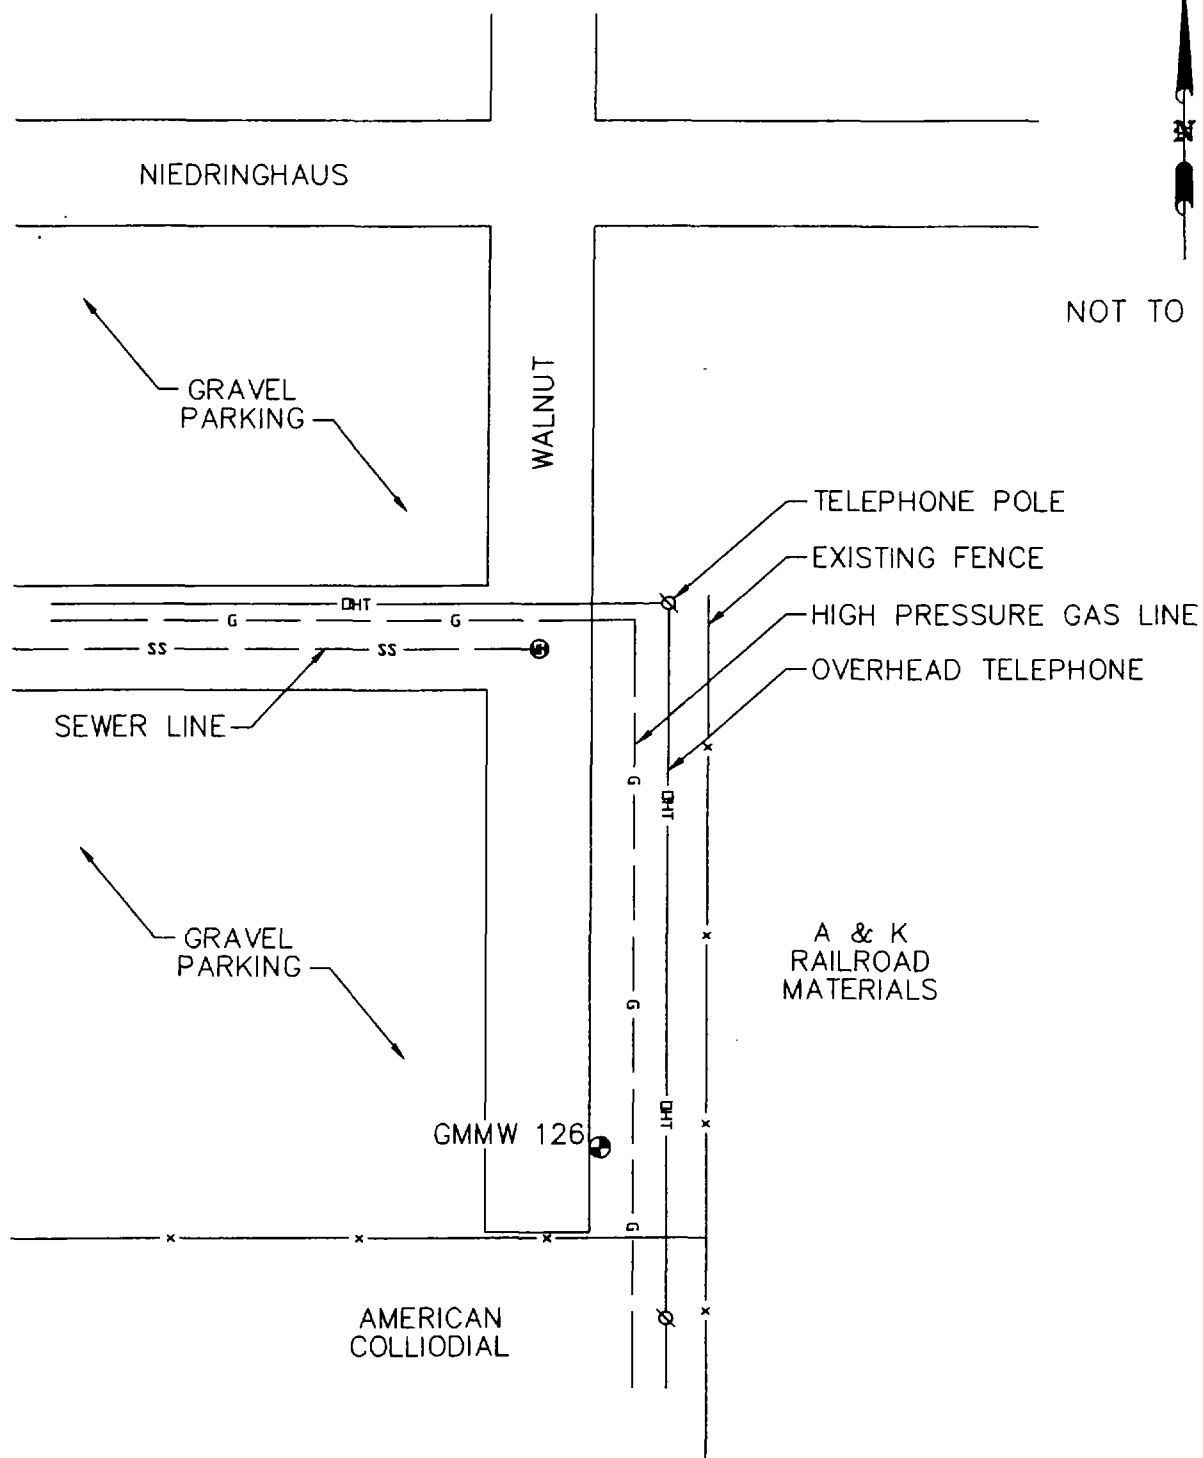 N
NIEDRINGHAUS
NOT TO
WALNUT
GRAVEL
PARKING
TELEPHONE POLE
EXISTING FENCE
HIGH PRESSURE GAS LINE
OVERHEAD TELEPHONE
OHT
G
G
SS
SS
MH
SEWER LINE
G
OHT
A & K
RAILROAD
MATERIALS
GRAVEL
PARKING
G
OHT
GMMW 126
G
AMERICAN
COLLIODIAL